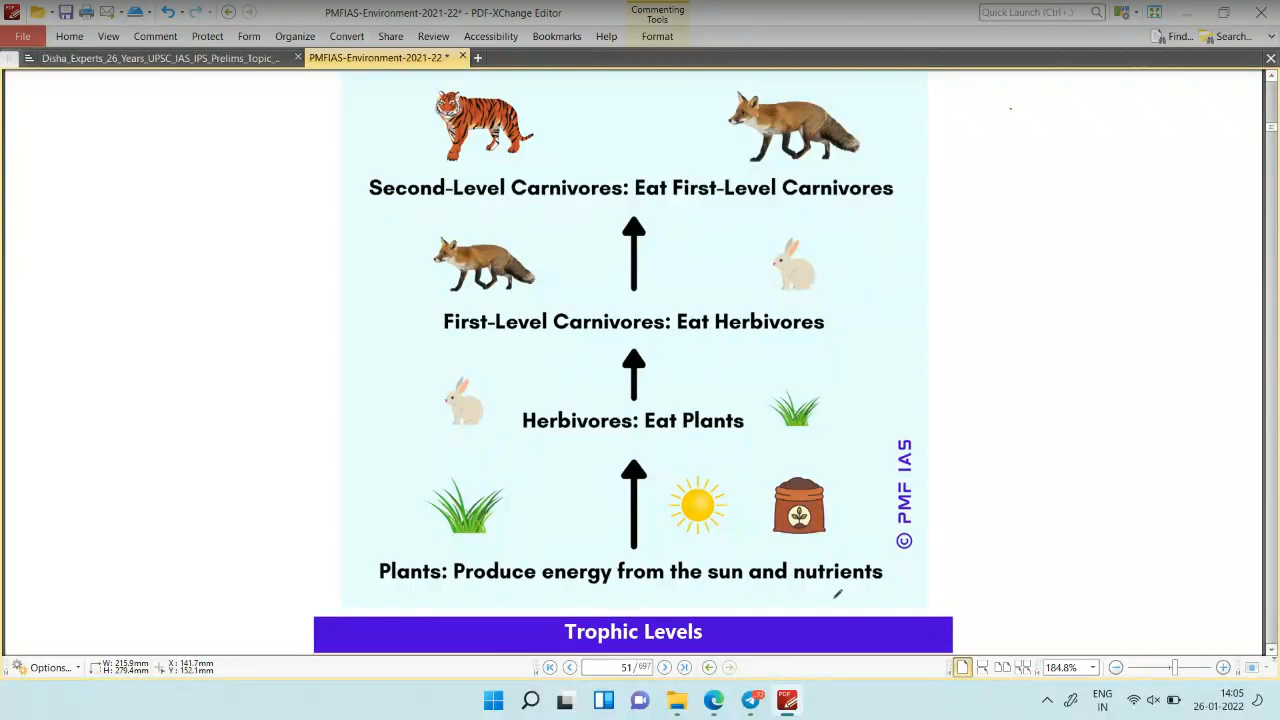 PMFIAS-Environment-2021-22* - PDF-XChange Editor
Commenting Tools
Quick Launch (Ctrl+.)
File Home View Comment Protect Form Organize Convert Share Review Accessibility Bookmarks Help Format
Find...
Search...
Disha_Experts_26_Years_UPSC_IAS_IPS_Prelims_Topic_..
PMFIAS-Environment-2021-22 *
Second-Level Carnivores: Eat First-Level Carnivores
First-Level Carnivores: Eat Herbivores
Herbivores: Eat Plants
© PMF IAS
Plants: Produce energy from the sun and nutrients
Trophic Levels
Options...
W: 215.9mm
H: 279.4mm
X: 141.7mm
Y: 152.1mm
51 / 697
184.8%
72
PDF
ENG
IN
14:05
26-01-2022